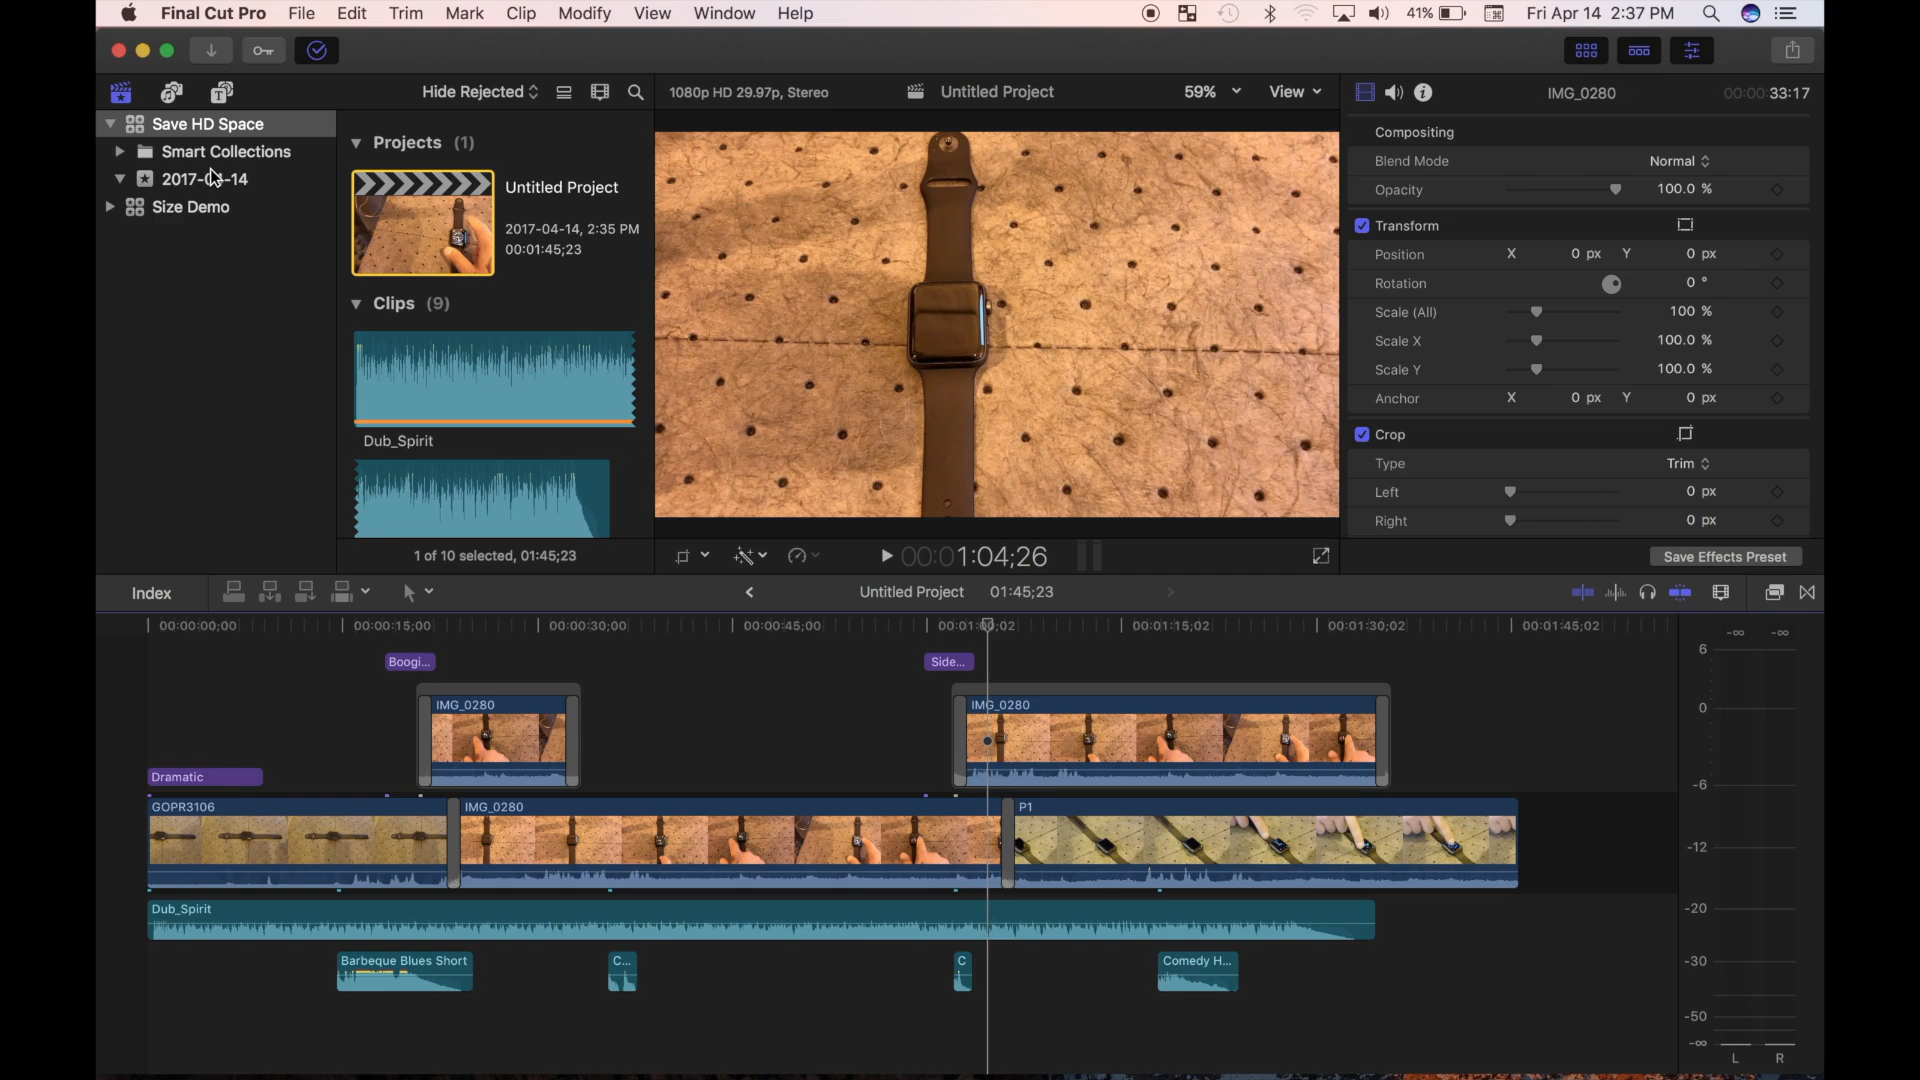 Final Cut Pro File Edit Trim Mark Clip Modify View Window Help 41% Fri Apr 14 2:37 PM
Hide Rejected 1080p HD 29.97p, Stereo Untitled Project 59% View IMG_0280 00:00:33:17
Save HD Space
Smart Collections
Size Demo
Projects (1)
Untitled Project
2017-04-14, 2:35 PM
00:01:45;23
Clips (9)
Dub_Spirit
1 of 10 selected, 01:45;23
00:01:04;26
Compositing
Blend Mode Normal
Opacity 100.0 %
Transform
Position X 0 px Y 0 px
Rotation 0 °
Scale (All) 100 %
Scale X 100.0 %
Scale Y 100.0 %
Anchor X 0 px Y 0 px
Crop
Type Trim
Left 0 px
Right 0 px
Save Effects Preset
Index Untitled Project 01:45;23
00:00:00;00 00:00:15;00 00:00:30;00 00:00:45;00 00:01:00;02 00:01:15;02 00:01:30;02 00:01:45;02
Boogi... Side...
IMG_0280 IMG_0280
Dramatic
GOPR3106 IMG_0280 P1
Dub_Spirit
Barbeque Blues Short C... C Comedy H...
-∞ -∞
6
0
-6
-12
-20
-30
-50
-∞
L R